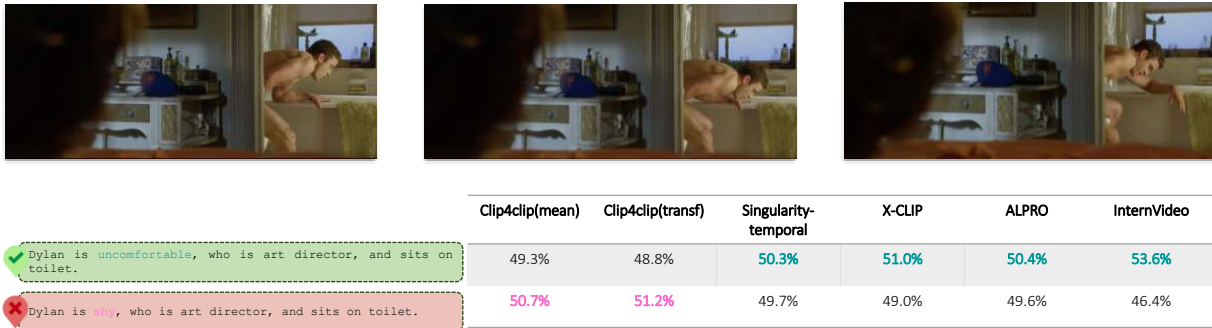 Clip4clip(mean) Clip4clip(transf) Singularity-temporal X-CLIP ALPRO InternVideo
Dylan is uncomfortable, who is art director, and sits on
toilet.
49.3% 48.8% 50.3% 51.0% 50.4% 53.6%
Dylan is shy, who is art director, and sits on toilet.
50.7% 51.2% 49.7% 49.0% 49.6% 46.4%